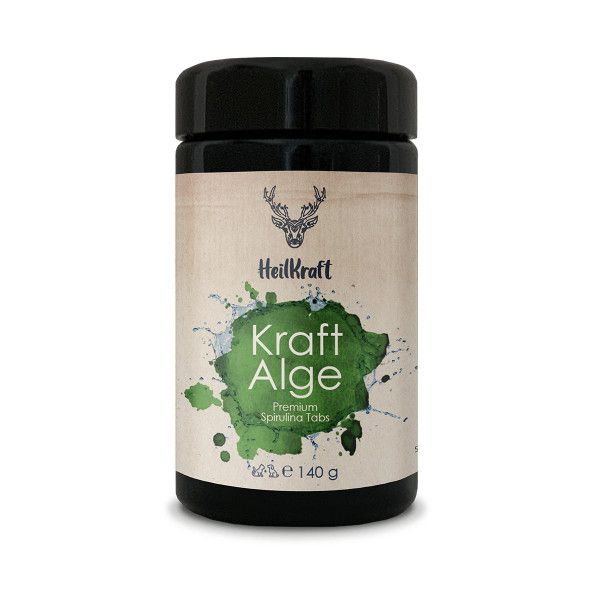 HeilKraft
Kraft
Alge
Premium
Spirulina Tabs
℮ 140 g